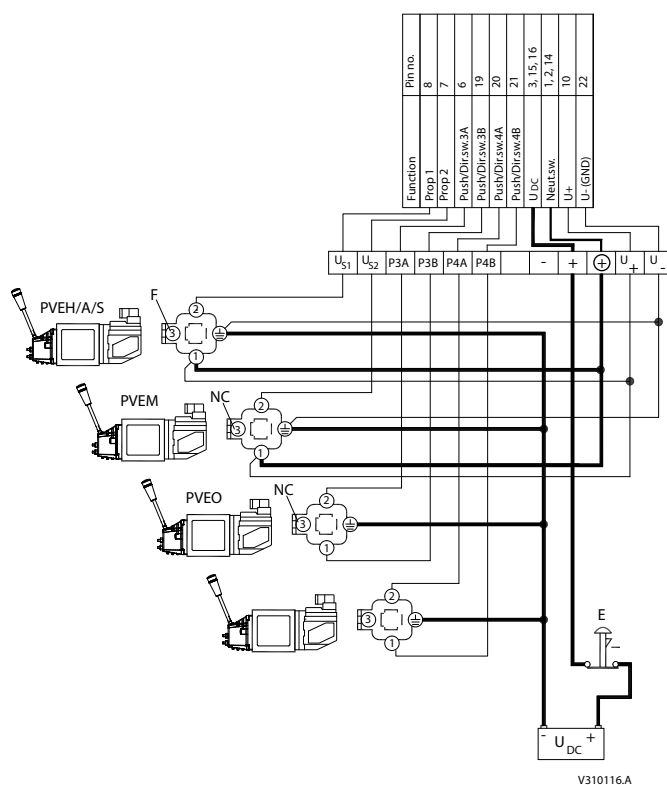 Function Pin no.
Prop 1 8
Prop 2 7
Push/Dir.sw.3A 6
Push/Dir.sw.3B 19
Push/Dir.sw.4A 20
Push/Dir.sw.4B 21
U DC 3, 15, 16
Neut.sw. 1, 2, 14
U+ 10
U- (GND) 22
US1 US2 P3A P3B P4A P4B - + + U+ U-
PVEH/A/S
F
2
3
1
PVEM
NC
2
3
1
PVEO
NC
2
3
1
2
3
1
E
- UDC +
V310116.A